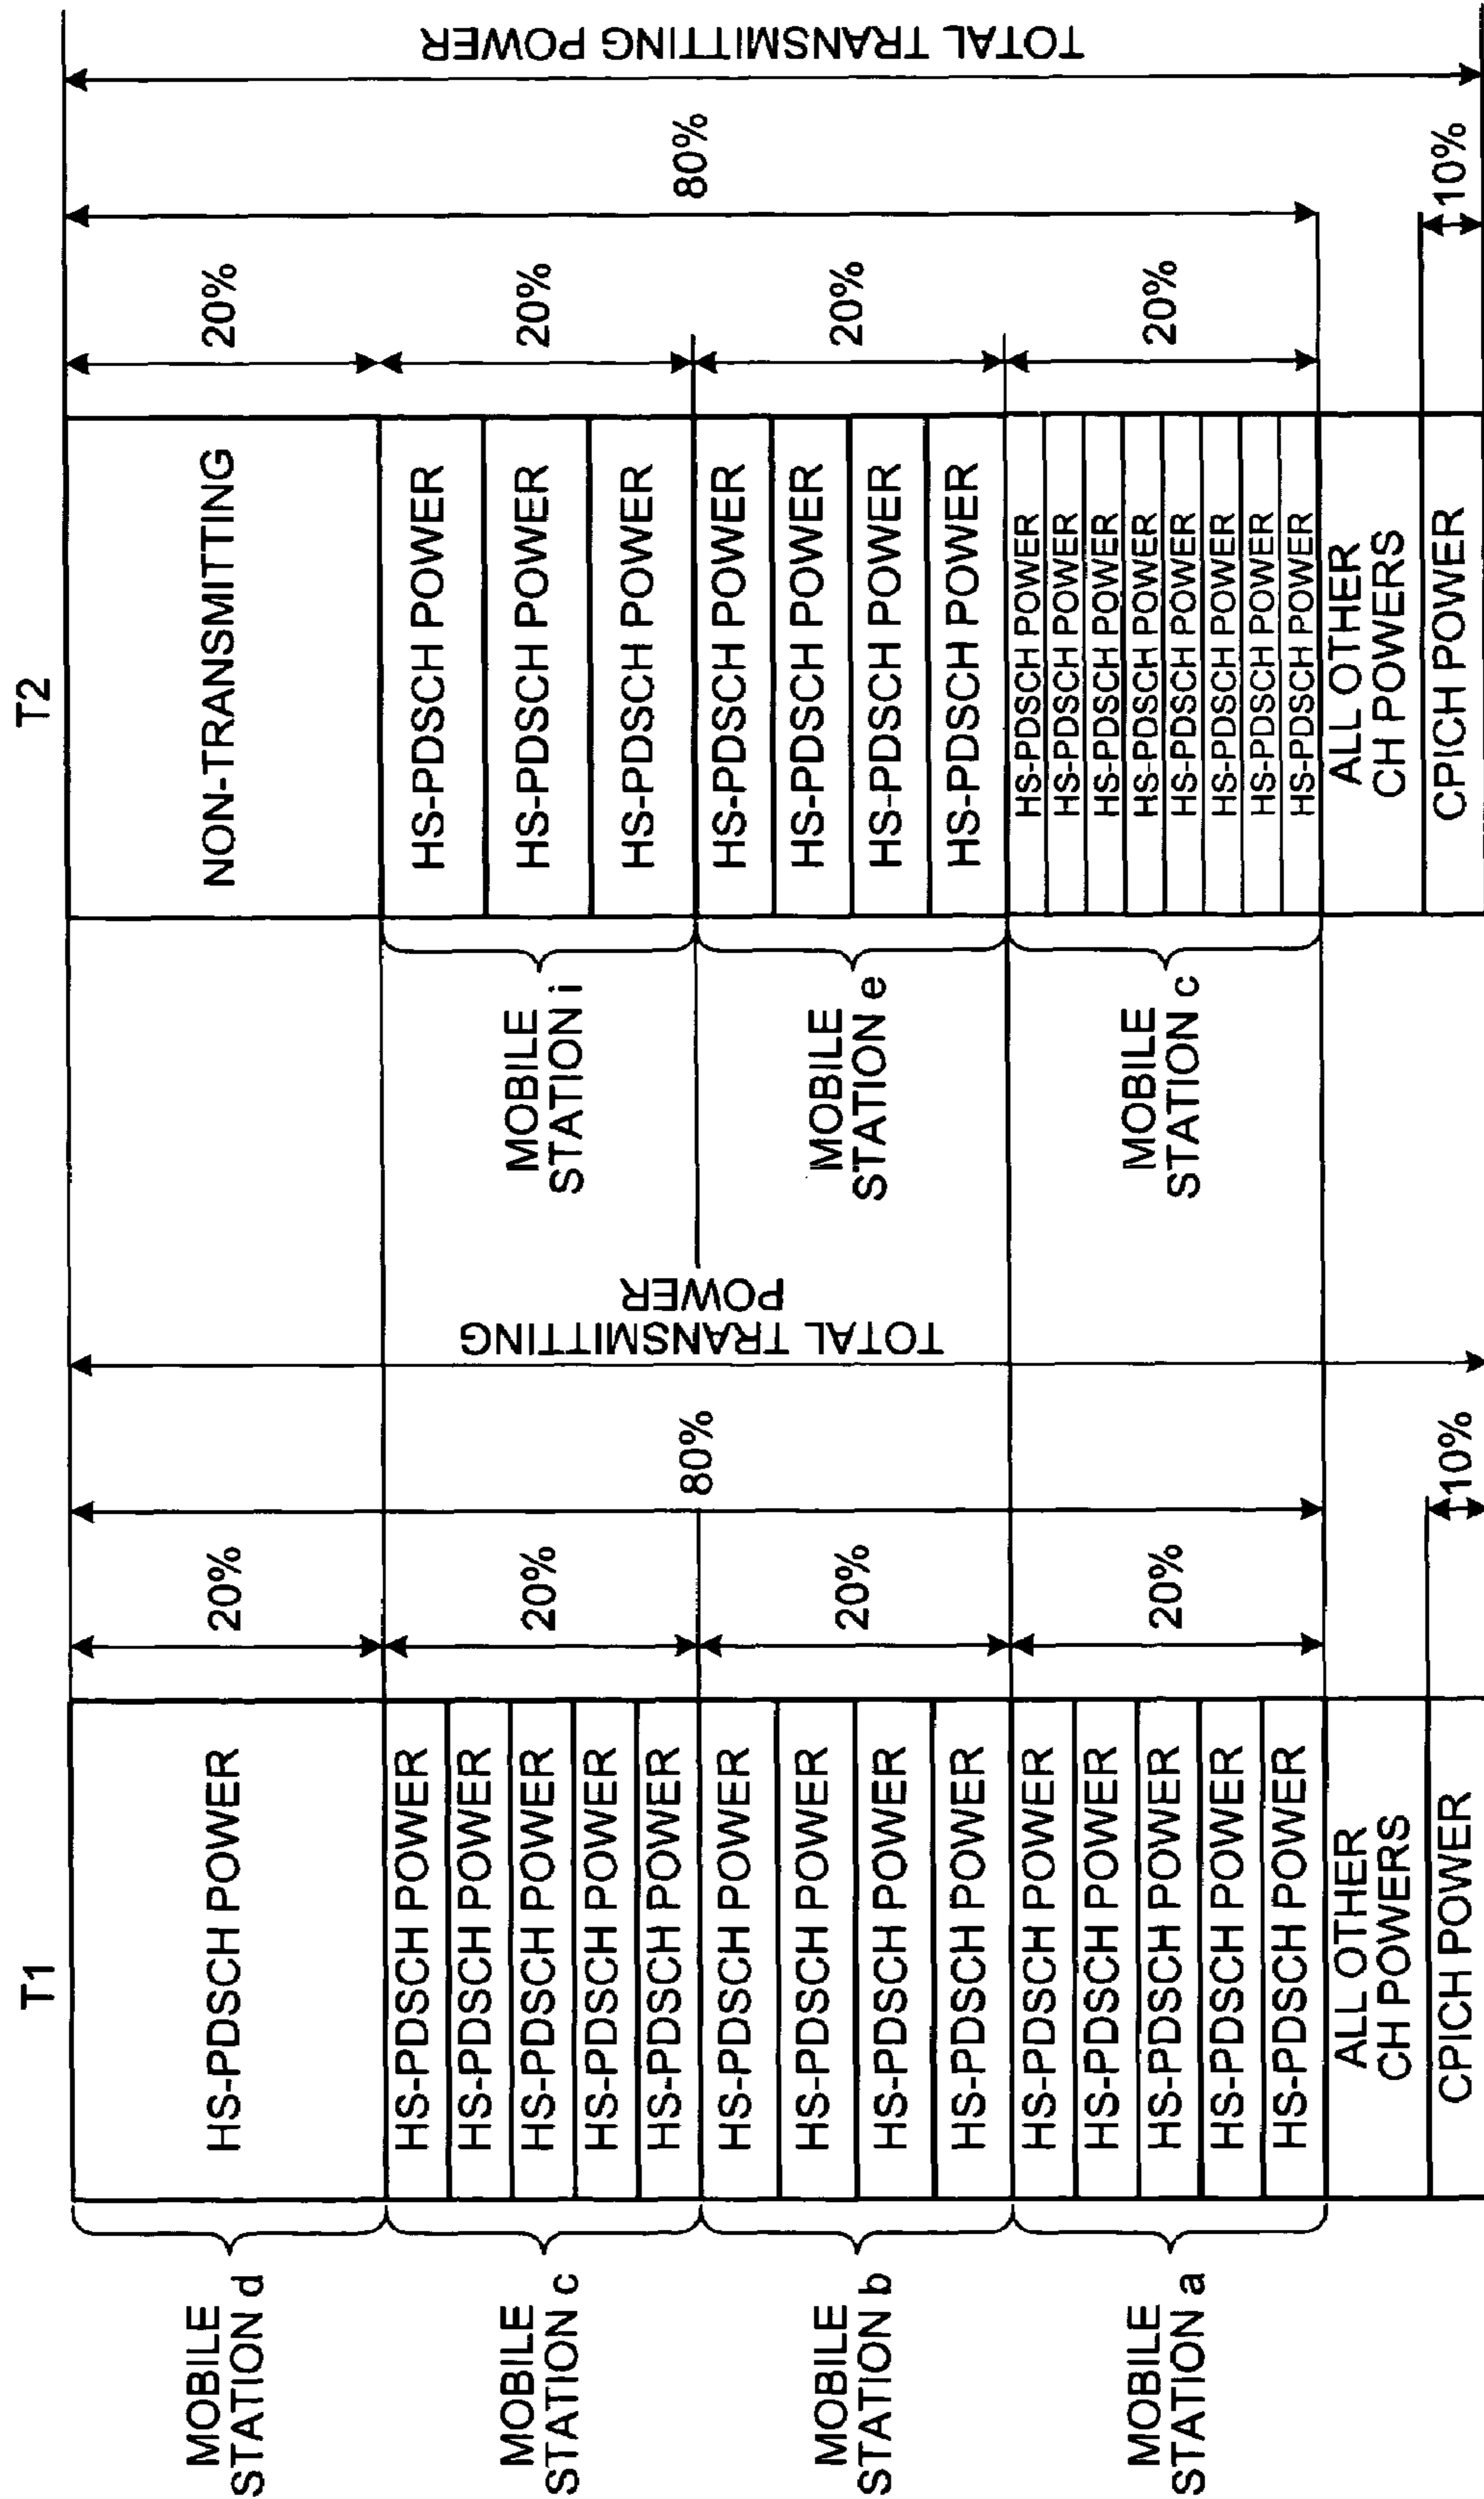 T1
MOBILE
STATION d
HS-PDSCH POWER
20%
MOBILE
STATION c
HS-PDSCH POWER
HS-PDSCH POWER
HS-PDSCH POWER
HS-PDSCH POWER
HS-PDSCH POWER
20%
MOBILE
STATION b
HS-PDSCH POWER
HS-PDSCH POWER
HS-PDSCH POWER
HS-PDSCH POWER
20%
MOBILE
STATION a
HS-PDSCH POWER
HS-PDSCH POWER
HS-PDSCH POWER
HS-PDSCH POWER
HS-PDSCH POWER
20%
ALL OTHER
CH POWERS
CPICH POWER
10%
80%
TOTAL TRANSMITTING
POWER
T2
NON-TRANSMITTING
20%
MOBILE
STATION i
HS-PDSCH POWER
HS-PDSCH POWER
HS-PDSCH POWER
20%
MOBILE
STATION e
HS-PDSCH POWER
HS-PDSCH POWER
HS-PDSCH POWER
HS-PDSCH POWER
20%
MOBILE
STATION c
HS-PDSCH POWER
HS-PDSCH POWER
HS-PDSCH POWER
HS-PDSCH POWER
HS-PDSCH POWER
HS-PDSCH POWER
HS-PDSCH POWER
HS-PDSCH POWER
20%
ALL OTHER
CH POWERS
CPICH POWER
10%
80%
TOTAL TRANSMITTING POWER